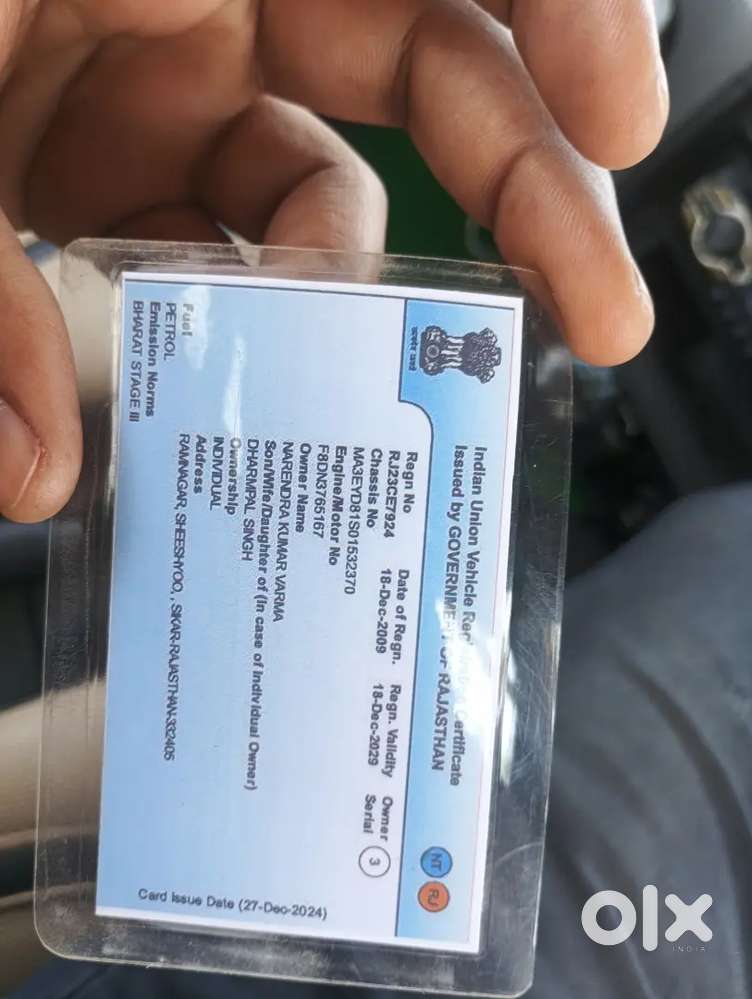 Indian Union Vehicle Certificate
Issued by GOVERNMENT OF RAJASTHAN
NT RJ
Regn No Date of Regn. Regn. Validity Owner Serial
RJ23CE7924 18-Dec-2009 18-Dec-2029 3
Chassis No
MA3EYD81S01532370
Engine/Motor No
F8DN3765167
Owner Name
NARENDRA KUMAR VARMA
Son/Wife/Daughter of (In case of Individual Owner)
DHARMPAL SINGH
Ownership
INDIVIDUAL
Address
RAMNAGAR, SHEESHYOO, , SIKAR-RAJASTHAN-332405
Fuel
PETROL
Emission Norms
BHARAT STAGE III
Card Issue Date (27-Dec-2024)
olx
INDIA